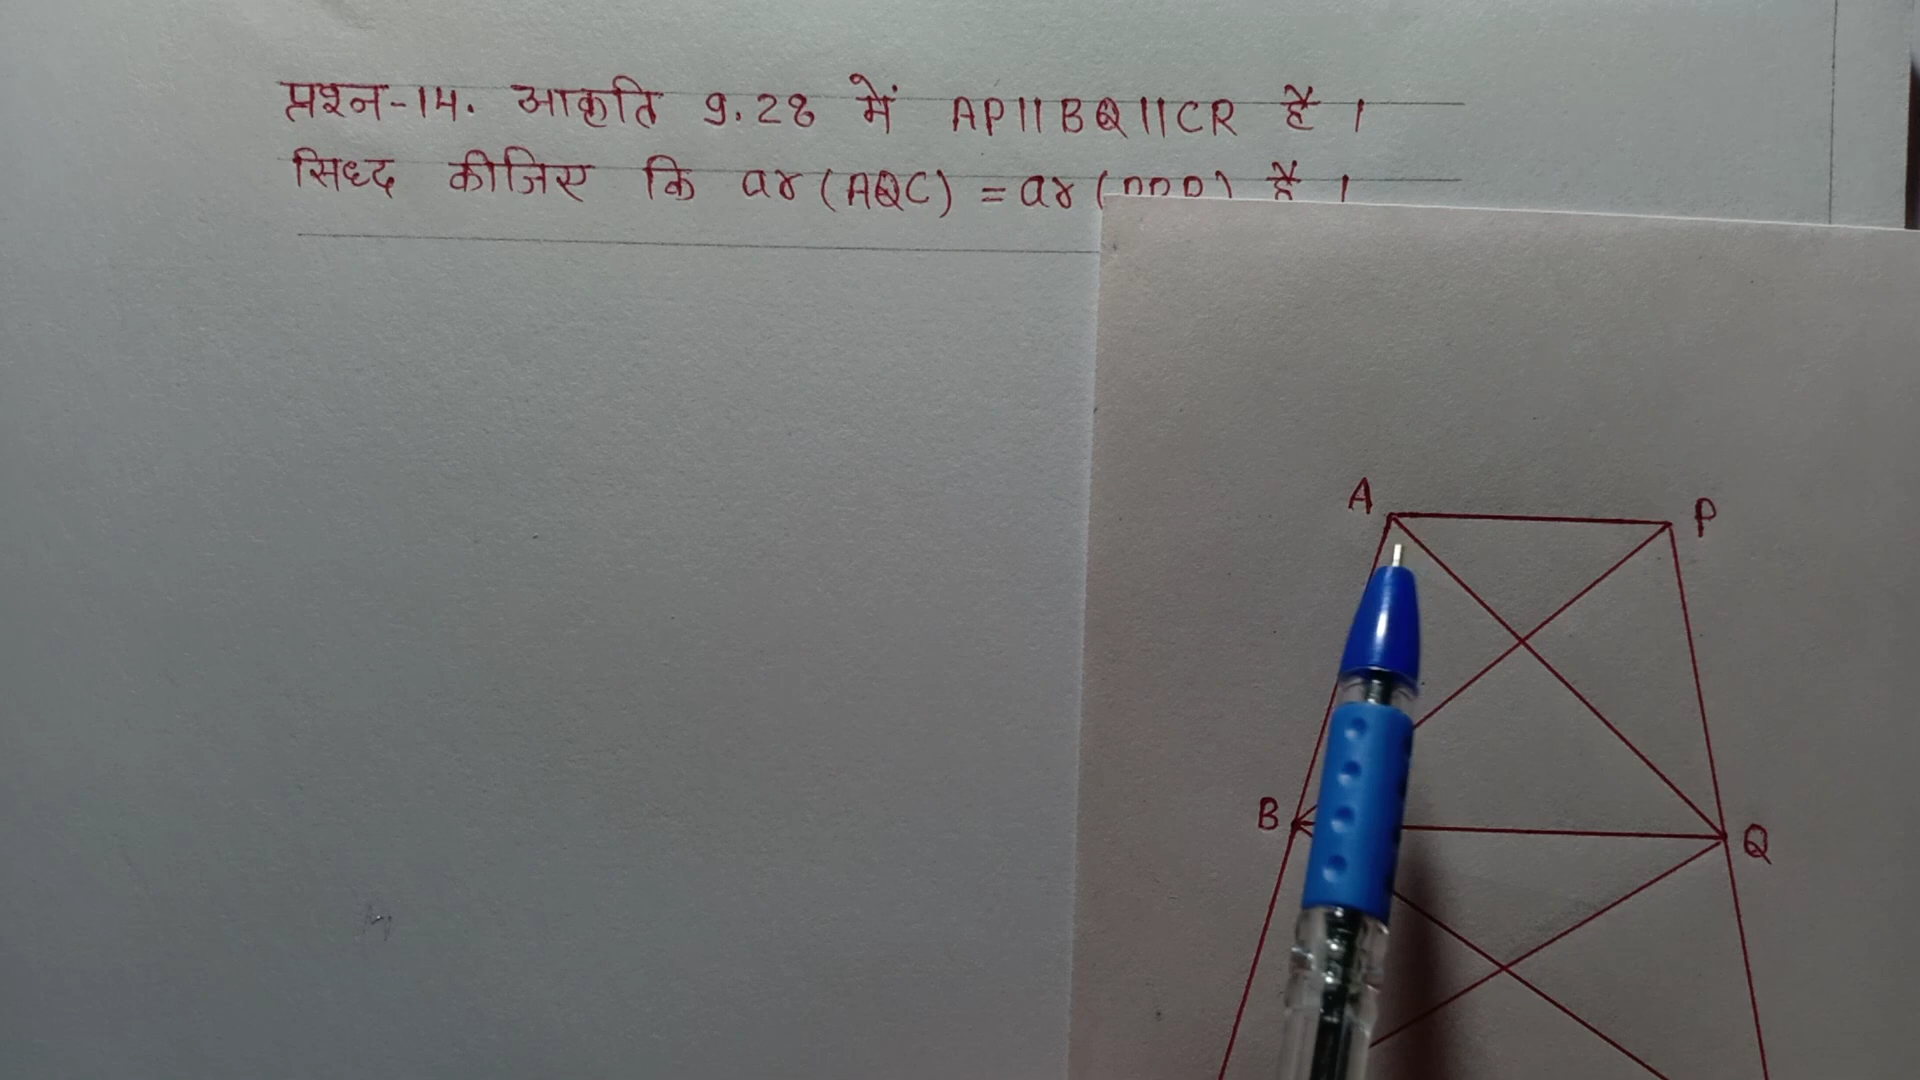 प्रश्न-14. आकृति 9.28 में AP||BQ||CR है ।
सिध्द कीजिए कि ar (AQC) = ar ( है ।
A
P
B
Q